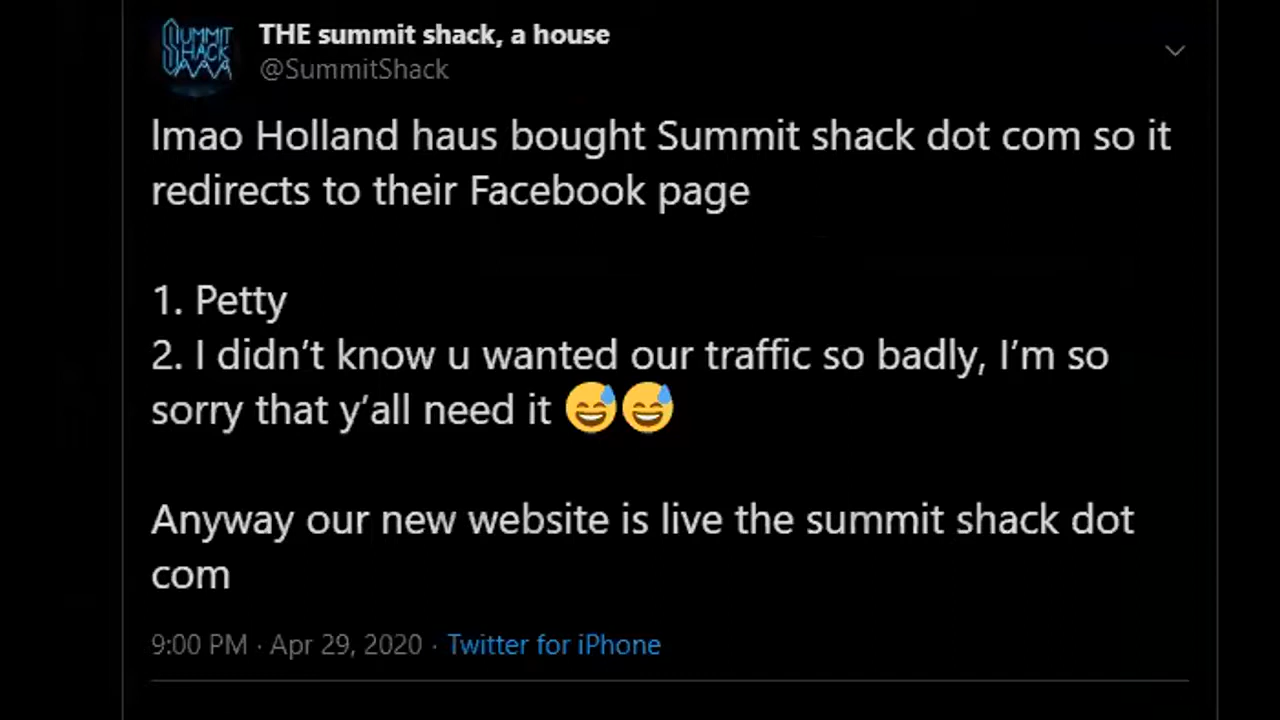 SUMMIT
SHACK
THE summit shack, a house
@SummitShack
lmao Holland haus bought Summit shack dot com so it
redirects to their Facebook page
1. Petty
2. I didn’t know u wanted our traffic so badly, I’m so
sorry that y’all need it 😅😅
Anyway our new website is live the summit shack dot
com
9:00 PM · Apr 29, 2020 · Twitter for iPhone